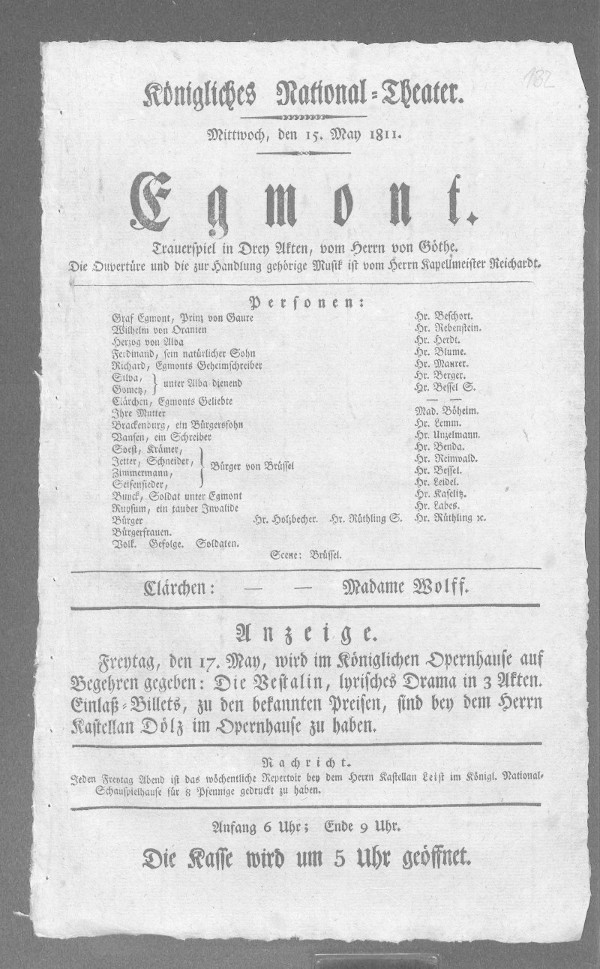 182
Königliches National-Theater.
Mittwoch, den 15. May 1811.
Egmont.
Trauerspiel in Drey Akten, vom Herrn von Göthe.
Die Ouvertüre und die zur Handlung gehörige Musik ist vom Herrn Kapellmeister Reichardt.
Personen:
Graf Egmont, Prinz von Gaure Hr. Beschort.
Wilhelm von Oranien Hr. Rebenstein.
Herzog von Alba Hr. Herdt.
Ferdinand, sein natürlicher Sohn Hr. Blume.
Richard, Egmonts Geheimschreiber Hr. Maurer.
Silva, Hr. Berger.
Gometz, } unter Alba dienend Hr. Bessel S.
Clärchen, Egmonts Geliebte — —
Ihre Mutter Mad. Böheim.
Brackenburg, ein Bürgerssohn Hr. Lemm.
Vansen, ein Schreiber Hr. Unzelmann.
Soest, Krämer, Hr. Benda.
Jetter, Schneider, } Bürger von Brüssel Hr. Reinwald.
Zimmermann, Hr. Bessel.
Seifensieder, Hr. Leidel.
Buyck, Soldat unter Egmont Hr. Kaselitz.
Ruysum, ein tauber Invalide Hr. Labes.
Bürger Hr. Holzbecher. Hr. Rüthling S. Hr. Rüthling ꝛc.
Bürgerfrauen.
Volk. Gefolge. Soldaten.
Scene: Brüssel.
Clärchen: — — Madame Wolff.
Anzeige.
Freytag, den 17. May, wird im Königlichen Opernhause auf
Begehren gegeben: Die Vestalin, lyrisches Drama in 3 Akten.
Einlaß-Billets, zu den bekannten Preisen, sind bey dem Herrn
Kastellan Dölz im Opernhause zu haben.
Nachricht.
Jeden Freytag Abend ist das wöchentliche Repertoir bey dem Herrn Kastellan Leist im Königl. National-
Schauspielhause für 8 Pfennige gedruckt zu haben.
Anfang 6 Uhr; Ende 9 Uhr.
Die Kasse wird um 5 Uhr geöffnet.